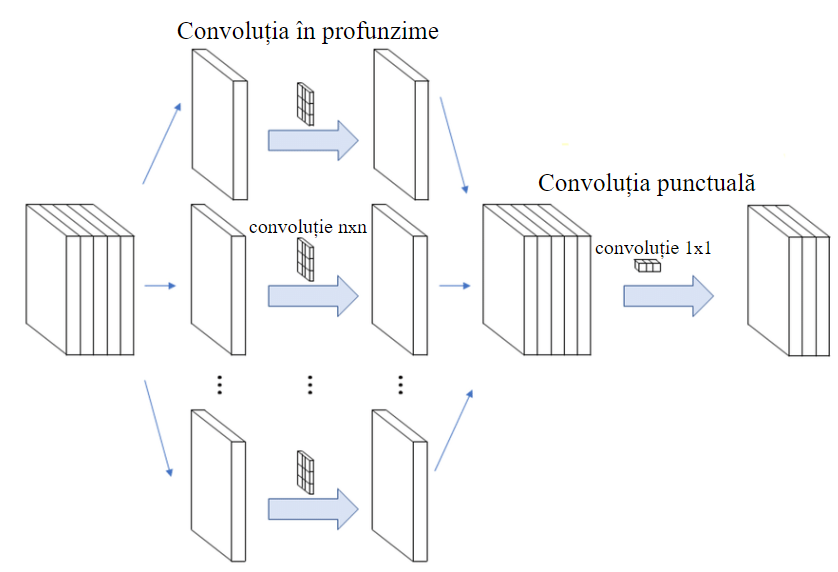 Convoluția în profunzime
Convoluția punctuală
convoluție nxn
convoluție 1x1